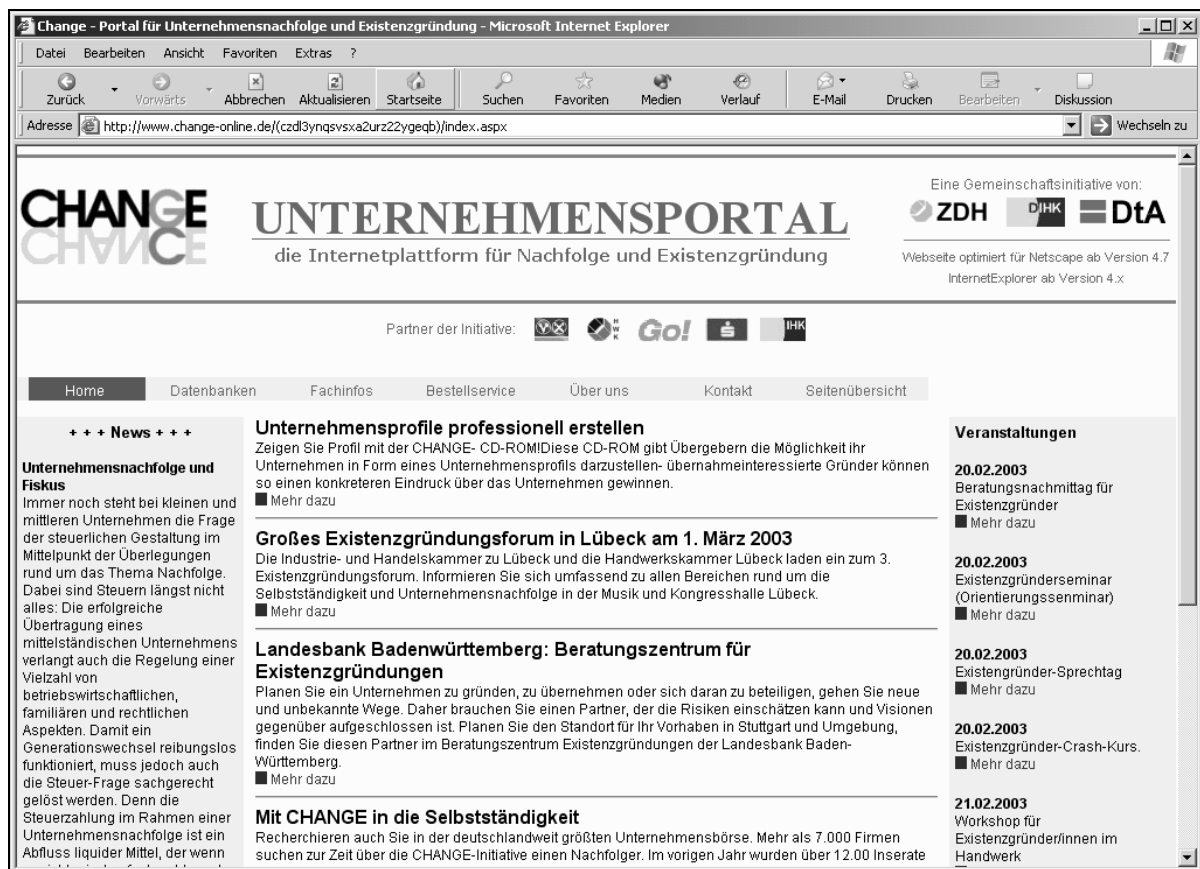 Change - Portal für Unternehmensnachfolge und Existenzgründung - Microsoft Internet Explorer
Datei Bearbeiten Ansicht Favoriten Extras ?
Zurück Vorwärts Abbrechen Aktualisieren Startseite Suchen Favoriten Medien Verlauf E-Mail Drucken Bearbeiten Diskussion
Adresse http://www.change-online.de/(czdl3ynqsvsxa2urz22ygeqb)/index.aspx Wechseln zu
CHANGE
CHANCE
UNTERNEHMENSPORTAL
die Internetplattform für Nachfolge und Existenzgründung
Eine Gemeinschaftsinitiative von:
ZDH DIHK DtA
Webseite optimiert für Netscape ab Version 4.7
InternetExplorer ab Version 4.x
Partner der Initiative: HWK Go! S IHK
Home Datenbanken Fachinfos Bestellservice Über uns Kontakt Seitenübersicht
+ + + News + + +
Unternehmensnachfolge und
Fiskus
Immer noch steht bei kleinen und
mittleren Unternehmen die Frage
der steuerlichen Gestaltung im
Mittelpunkt der Überlegungen
rund um das Thema Nachfolge.
Dabei sind Steuern längst nicht
alles: Die erfolgreiche
Übertragung eines
mittelständischen Unternehmens
verlangt auch die Regelung einer
Vielzahl von
betriebswirtschaftlichen,
familiären und rechtlichen
Aspekten. Damit ein
Generationswechsel reibungslos
funktioniert, muss jedoch auch
die Steuer-Frage sachgerecht
gelöst werden. Denn die
Steuerzahlung im Rahmen einer
Unternehmensnachfolge ist ein
Abfluss liquider Mittel, der wenn
Unternehmensprofile professionell erstellen
Zeigen Sie Profil mit der CHANGE- CD-ROM!Diese CD-ROM gibt Übergebern die Möglichkeit ihr
Unternehmen in Form eines Unternehmensprofils darzustellen- übernahmeinteressierte Gründer können
so einen konkreteren Eindruck über das Unternehmen gewinnen.
Mehr dazu
Großes Existenzgründungsforum in Lübeck am 1. März 2003
Die Industrie- und Handelskammer zu Lübeck und die Handwerkskammer Lübeck laden ein zum 3.
Existenzgründungsforum. Informieren Sie sich umfassend zu allen Bereichen rund um die
Selbstständigkeit und Unternehmensnachfolge in der Musik und Kongresshalle Lübeck.
Mehr dazu
Landesbank Badenwürttemberg: Beratungszentrum für
Existenzgründungen
Planen Sie ein Unternehmen zu gründen, zu übernehmen oder sich daran zu beteiligen, gehen Sie neue
und unbekannte Wege. Daher brauchen Sie einen Partner, der die Risiken einschätzen kann und Visionen
gegenüber aufgeschlossen ist. Planen Sie den Standort für Ihr Vorhaben in Stuttgart und Umgebung,
finden Sie diesen Partner im Beratungszentrum Existenzgründungen der Landesbank Baden-
Württemberg.
Mehr dazu
Mit CHANGE in die Selbstständigkeit
Recherchieren auch Sie in der deutschlandweit größten Unternehmensbörse. Mehr als 7.000 Firmen
suchen zur Zeit über die CHANGE-Initiative einen Nachfolger. Im vorigen Jahr wurden über 12.00 Inserate
Veranstaltungen
20.02.2003
Beratungsnachmittag für
Existenzgründer
Mehr dazu
20.02.2003
Existenzgründerseminar
(Orientierungssenminar)
Mehr dazu
20.02.2003
Existengründer-Sprechtag
Mehr dazu
20.02.2003
Existenzgründer-Crash-Kurs.
Mehr dazu
21.02.2003
Workshop für
Existenzgründer/innen im
Handwerk